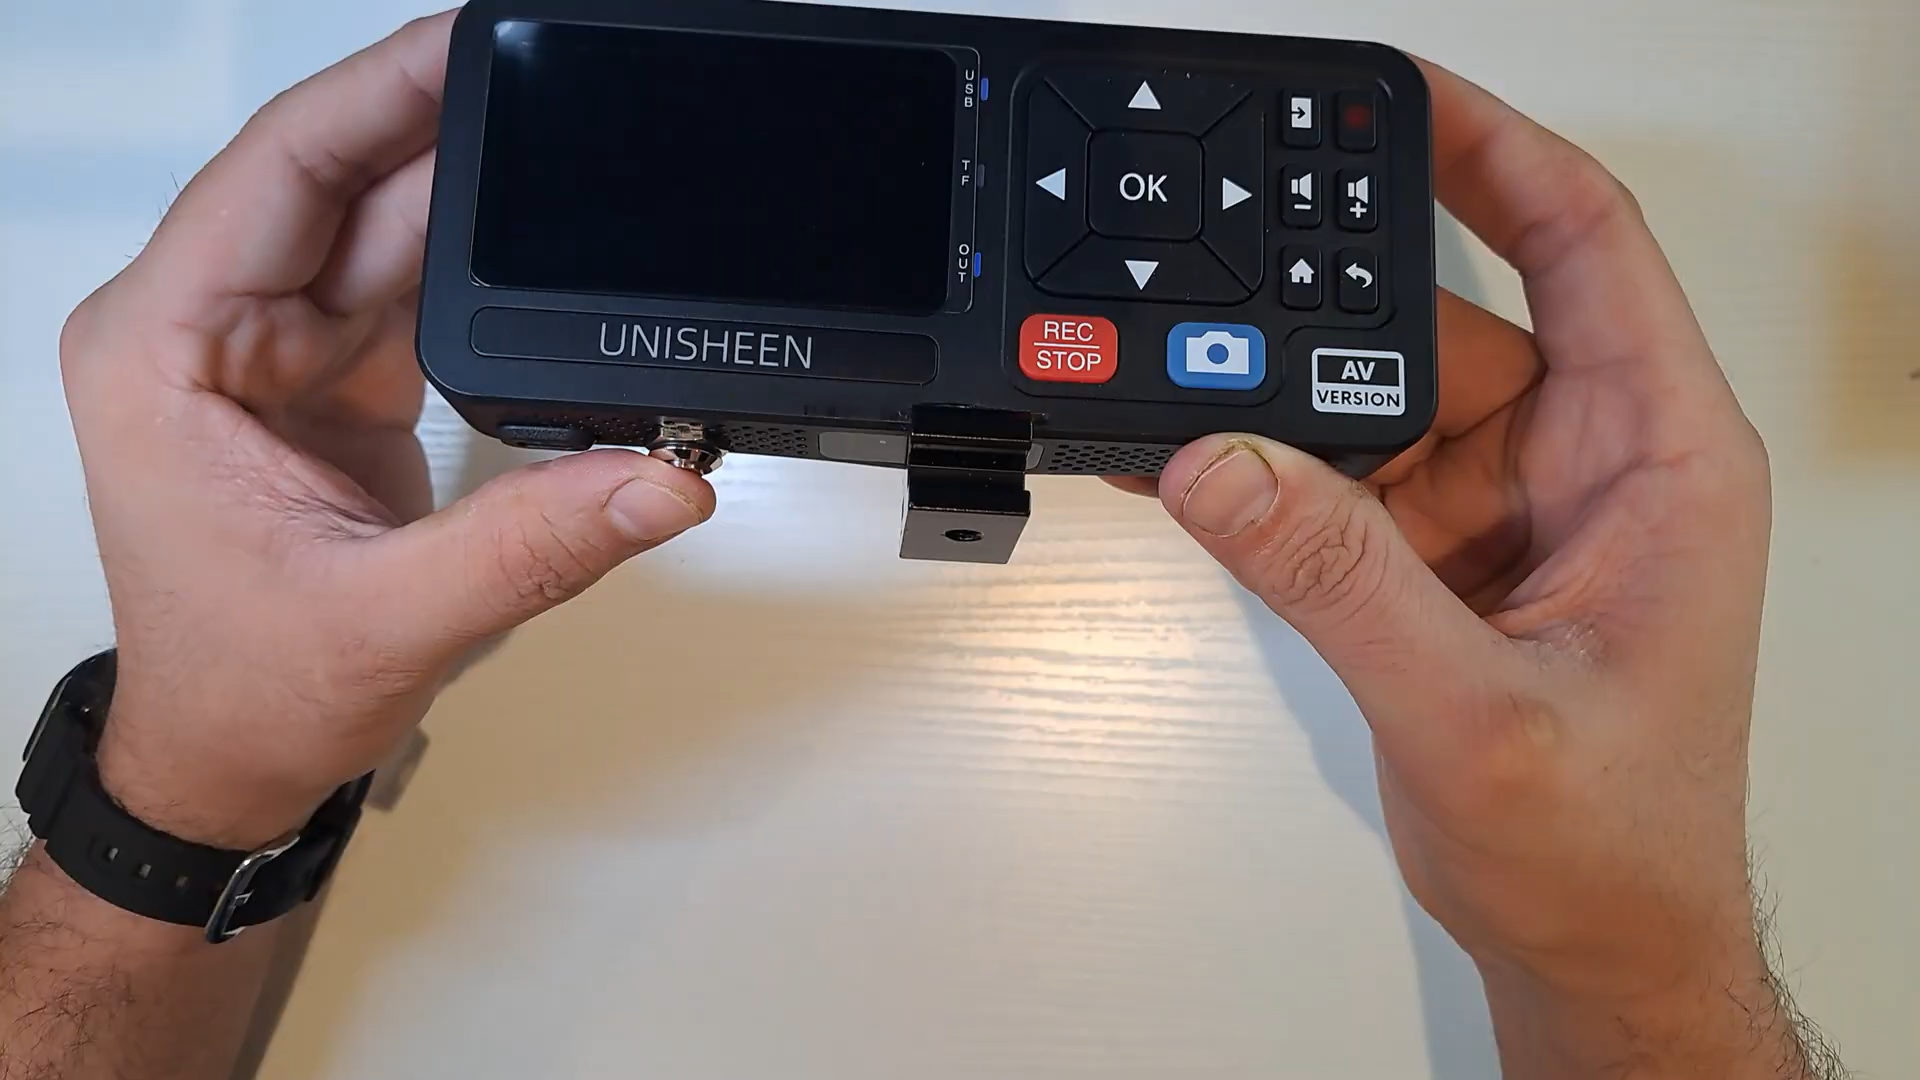 USB
TF
OUT
OK
UNISHEEN
REC
STOP
AV
VERSION